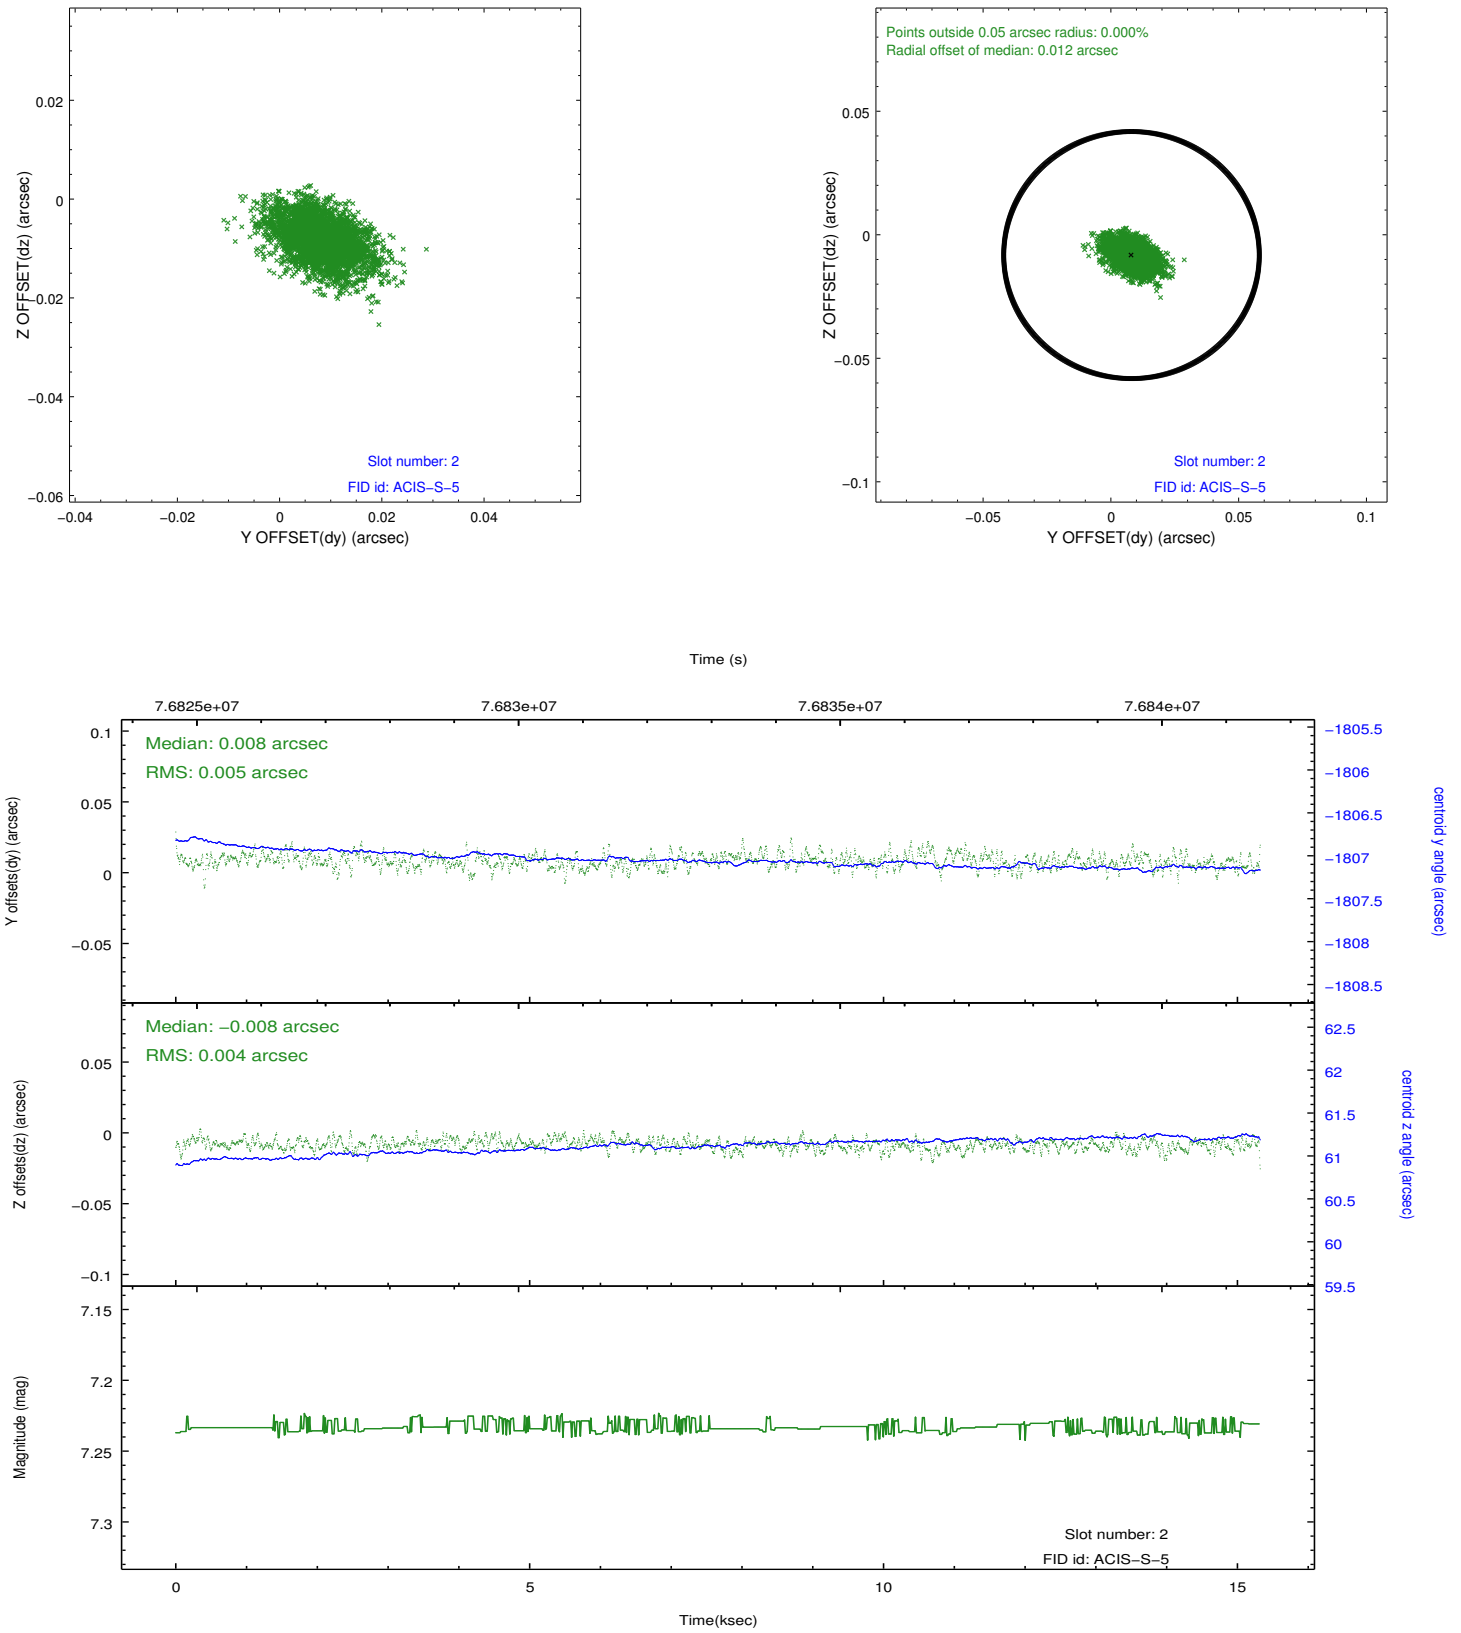 0.02
0
−0.02
−0.04
−0.06
Z OFFSET(dz) (arcsec)
Slot number: 2
FID id: ACIS−S−5
−0.04
−0.02
0
0.02
0.04
Y OFFSET(dy) (arcsec)
Points outside 0.05 arcsec radius: 0.000%
Radial offset of median: 0.012 arcsec
0.05
0
−0.05
−0.1
Z OFFSET(dz) (arcsec)
Slot number: 2
FID id: ACIS−S−5
−0.05
0
0.05
0.1
Y OFFSET(dy) (arcsec)
Time (s)
7.6825e+07
7.683e+07
7.6835e+07
7.684e+07
Median: 0.008 arcsec
RMS: 0.005 arcsec
0.1
0.05
0
−0.05
Y offsets(dy) (arcsec)
−1805.5
−1806
−1806.5
−1807
−1807.5
−1808
−1808.5
centroid y angle (arcsec)
Median: −0.008 arcsec
RMS: 0.004 arcsec
0.05
0
−0.05
−0.1
Z offsets(dz) (arcsec)
62.5
62
61.5
61
60.5
60
59.5
centroid z angle (arcsec)
7.15
7.2
7.25
7.3
Magnitude (mag)
Slot number: 2
FID id: ACIS−S−5
0
5
10
15
Time(ksec)